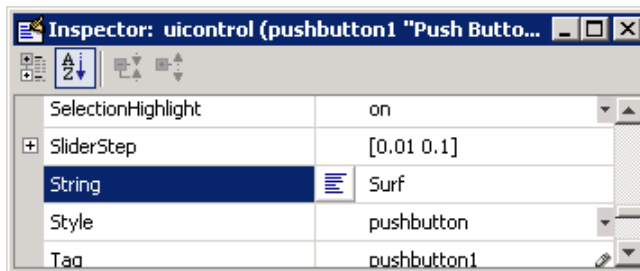 Inspector: uicontrol (pushbutton1 "Push Butto...
A
Z
SelectionHighlight on
SliderStep [0.01 0.1]
String Surf
Style pushbutton
Tag pushbutton1